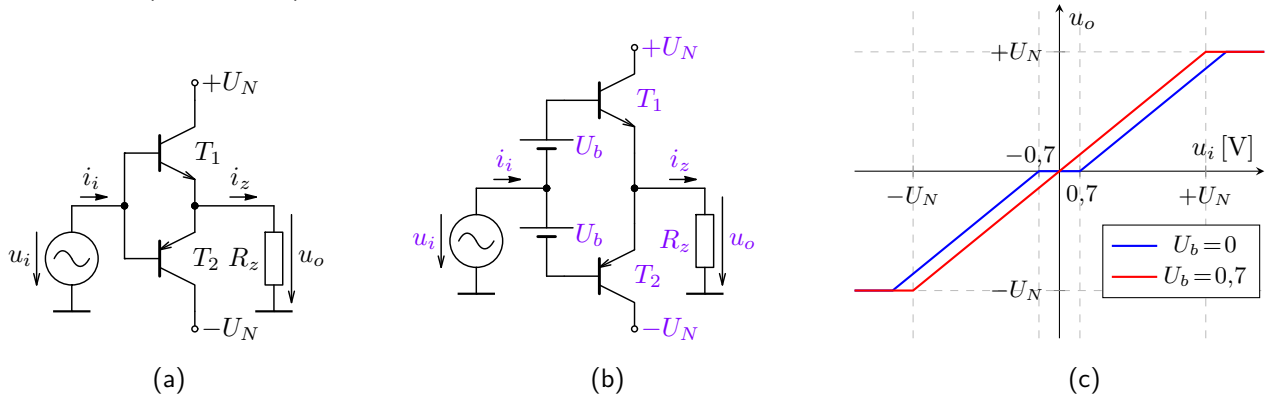 +U_N
T_1
i_i
i_z
u_i
T_2
R_z
u_o
−U_N
(a)
+U_N
T_1
U_b
i_i
i_z
U_b
u_i
R_z
u_o
T_2
−U_N
(b)
u_o
+U_N
−0,7
u_i [V]
−U_N
0,7
+U_N
U_b=0
U_b=0,7
−U_N
(c)